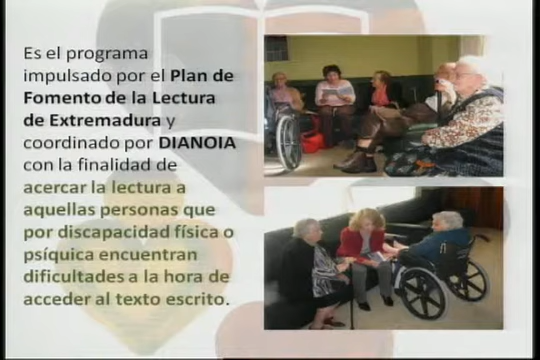 Es el programa
impulsado por el Plan de
Fomento de la Lectura
de Extremadura y
coordinado por DIANOIA
con la finalidad de
acercar la lectura a
aquellas personas que
por discapacidad física o
psíquica encuentran
dificultades a la hora de
acceder al texto escrito.